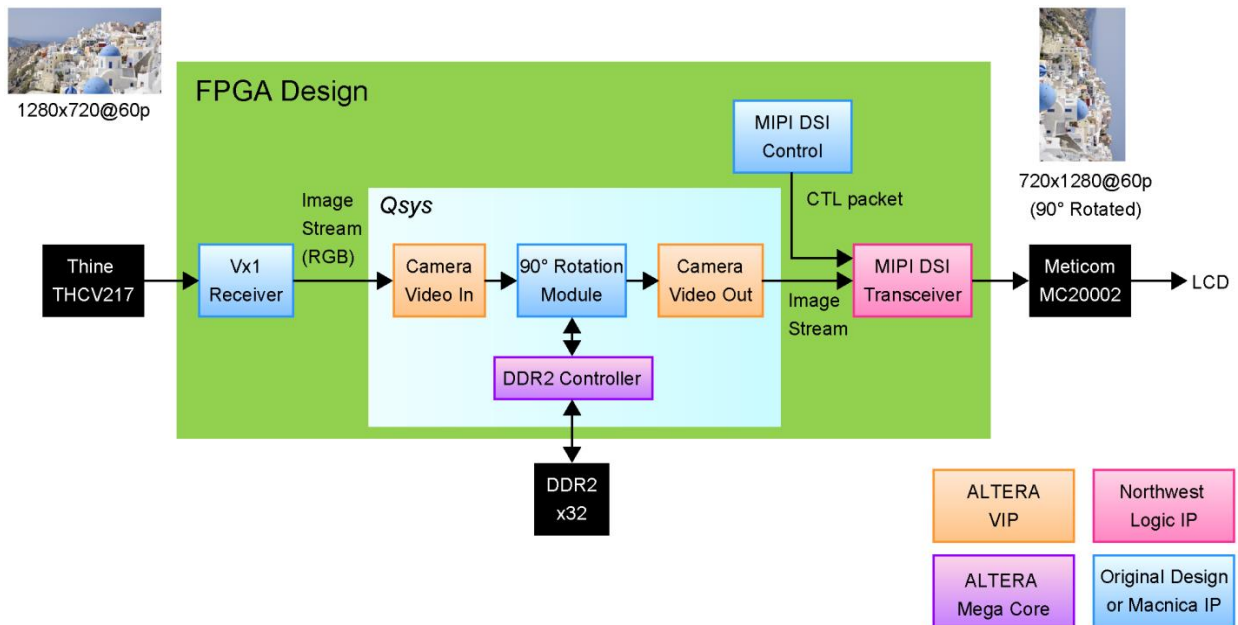 1280x720@60p
FPGA Design
MIPI DSI
Control
720x1280@60p
(90° Rotated)
CTL packet
Image
Stream
(RGB)
Qsys
Thine
THCV217
Vx1
Receiver
Camera
Video In
90° Rotation
Module
Camera
Video Out
Image
Stream
MIPI DSI
Transceiver
Meticom
MC20002
LCD
DDR2 Controller
DDR2
x32
ALTERA
VIP
Northwest
Logic IP
ALTERA
Mega Core
Original Design
or Macnica IP